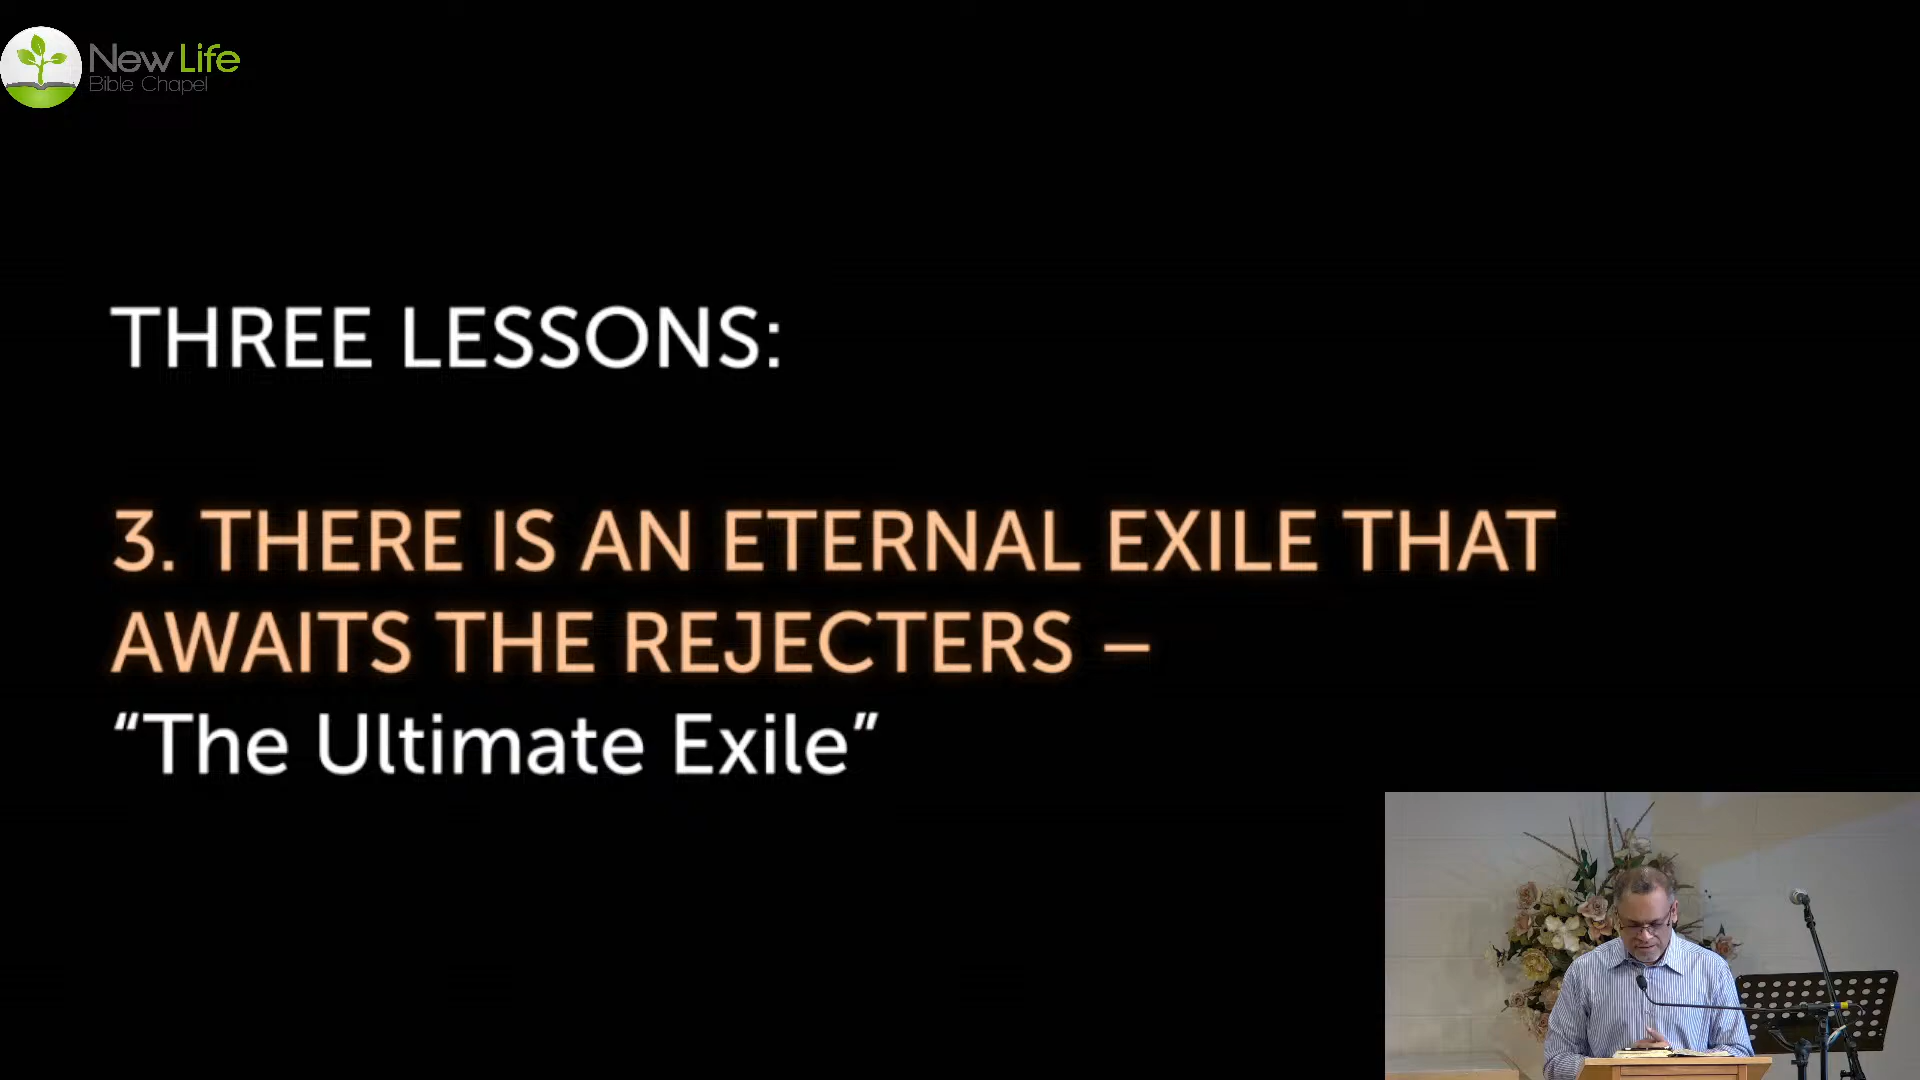 New Life
Bible Chapel
THREE LESSONS:
3. THERE IS AN ETERNAL EXILE THAT
AWAITS THE REJECTERS –
“The Ultimate Exile”